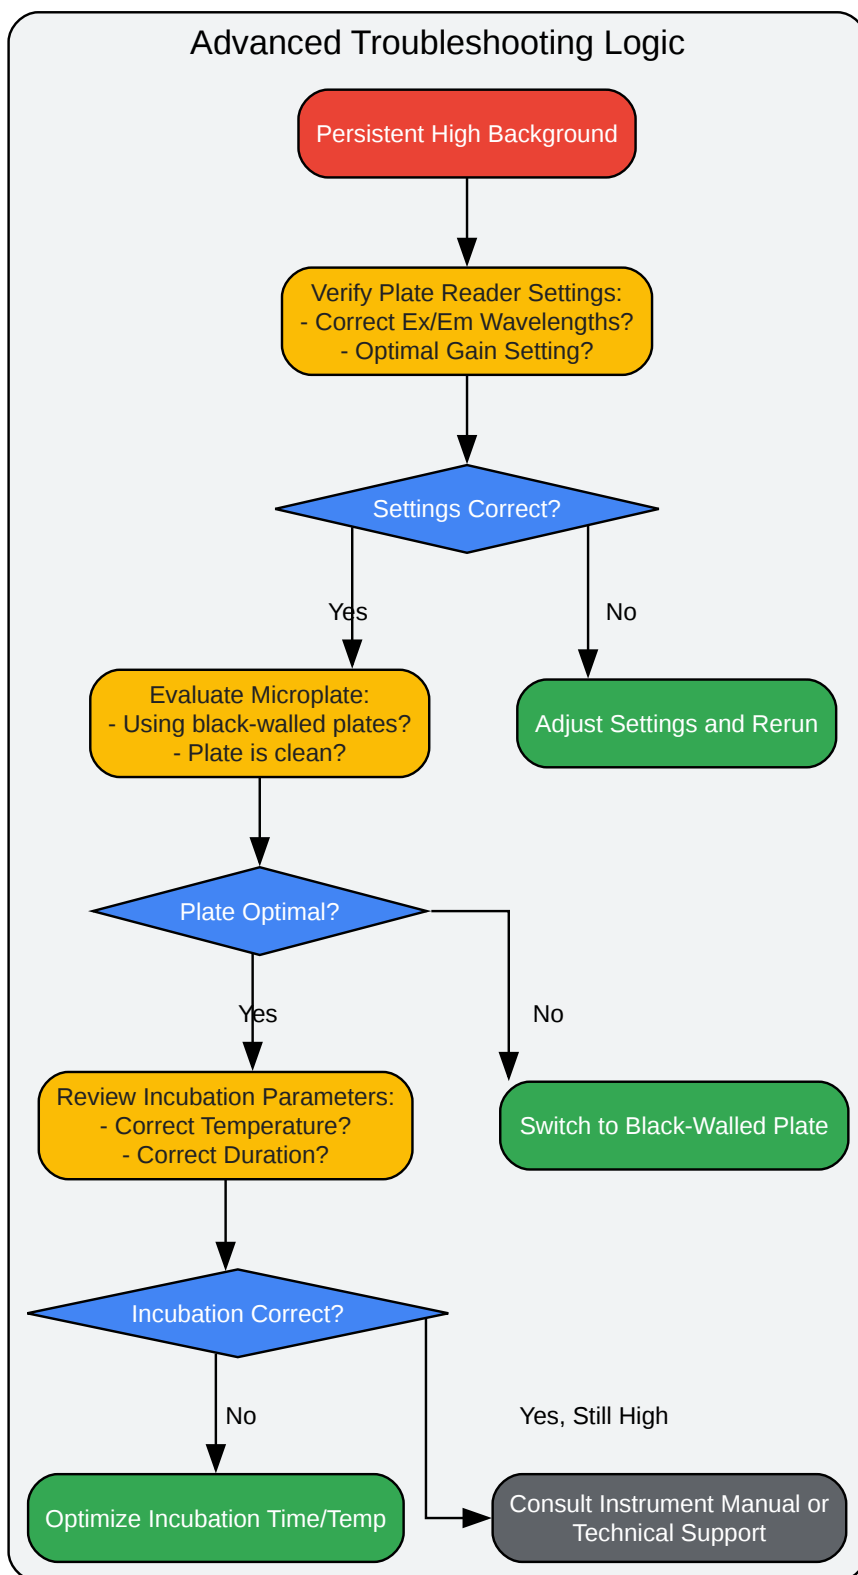 Advanced Troubleshooting Logic
Persistent High Background
Verify Plate Reader Settings:
- Correct Ex/Em Wavelengths?
- Optimal Gain Setting?
Settings Correct?
Yes
No
Evaluate Microplate:
- Using black-walled plates?
- Plate is clean?
Adjust Settings and Rerun
Plate Optimal?
Yes
No
Review Incubation Parameters:
- Correct Temperature?
- Correct Duration?
Switch to Black-Walled Plate
Incubation Correct?
No
Yes, Still High
Optimize Incubation Time/Temp
Consult Instrument Manual or
Technical Support